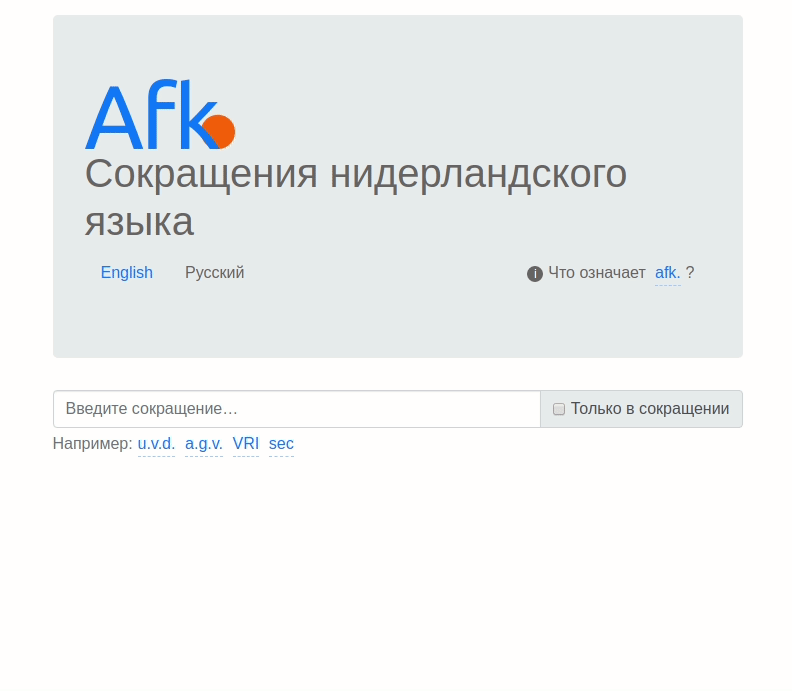 Afk.
Сокращения нидерландского
языка
English Русский i Что означает afk. ?
Введите сокращение… Только в сокращении
Например: u.v.d. a.g.v. VRI sec